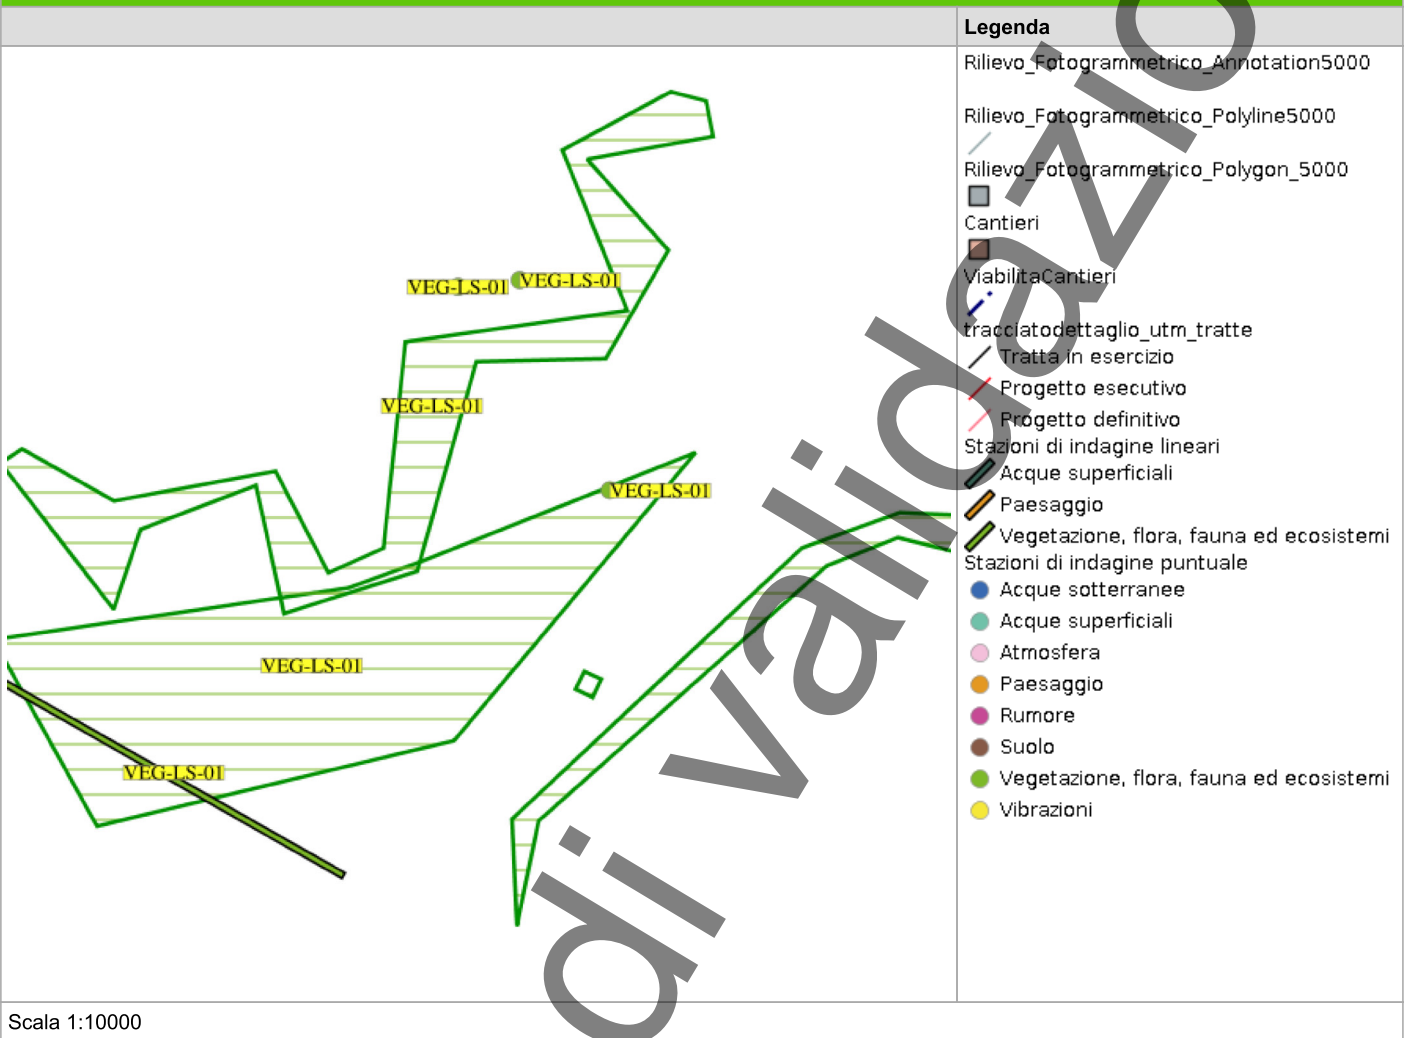 Legenda
Rilievo_Fotogrammetrico_Annotation5000
Rilievo_Fotogrammetrico_Polyline5000
Rilievo_Fotogrammetrico_Polygon_5000
Cantieri
ViabilitaCantieri
tracciatodettaglio_utm_tratte
Tratta in esercizio
Progetto esecutivo
Progetto definitivo
Stazioni di indagine lineari
Acque superficiali
Paesaggio
Vegetazione, flora, fauna ed ecosistemi
Stazioni di indagine puntuale
Acque sotterranee
Acque superficiali
Atmosfera
Paesaggio
Rumore
Suolo
Vegetazione, flora, fauna ed ecosistemi
Vibrazioni
VEG-LS-01
VEG-LS-01
VEG-LS-01
VEG-LS-01
VEG-LS-01
VEG-LS-01
di validazio
Scala 1:10000